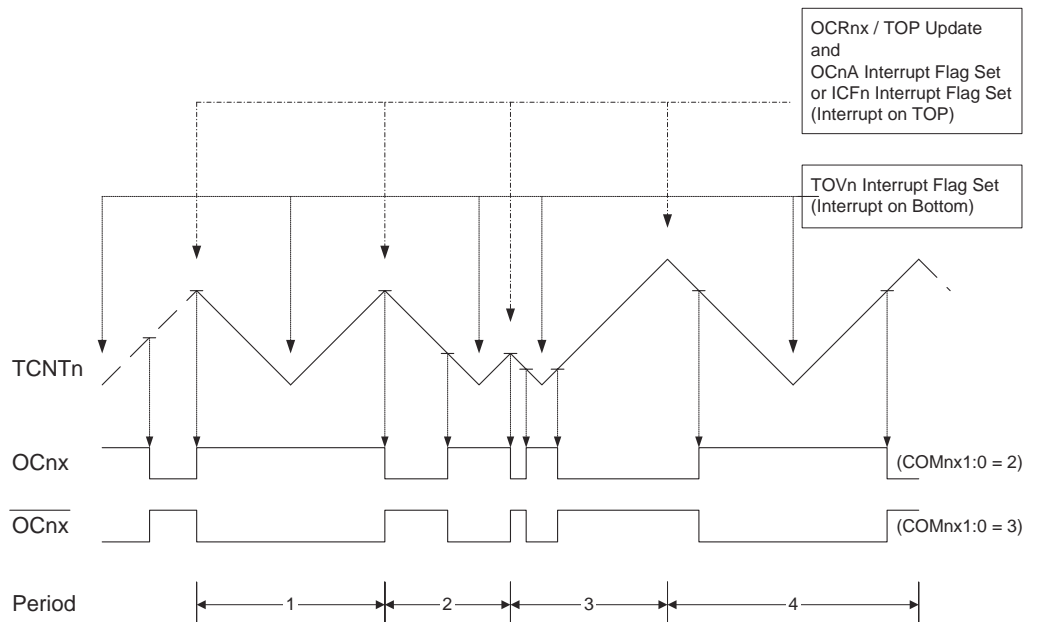 OCRnx / TOP Update
and
OCnA Interrupt Flag Set
or ICFn Interrupt Flag Set
(Interrupt on TOP)
TOVn Interrupt Flag Set
(Interrupt on Bottom)
TCNTn
OCnx
(COMnx1:0 = 2)
OCnx
(COMnx1:0 = 3)
Period
1
2
3
4